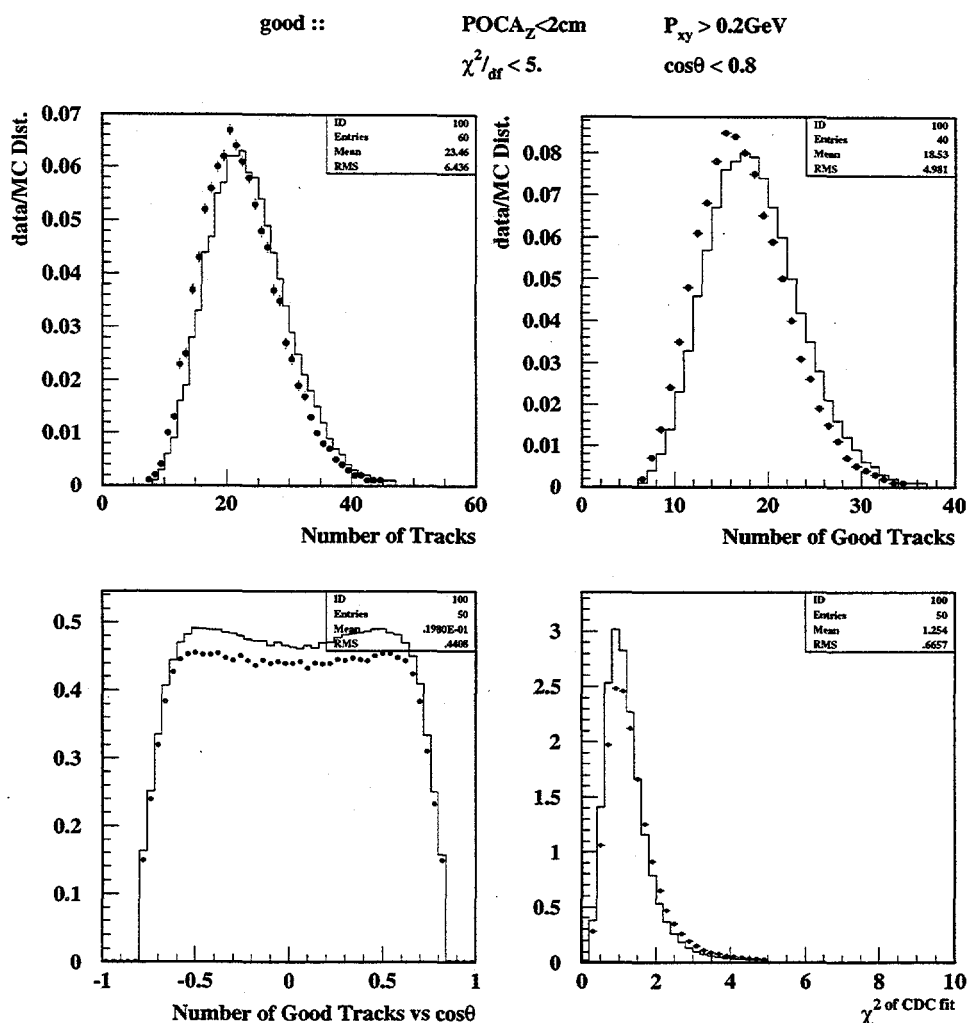 good :: POCA_Z<2cm P_xy > 0.2GeV
χ²/df < 5. cosθ < 0.8
data/MC Dist.
0.07
0.06
0.05
0.04
0.03
0.02
0.01
0
0 20 40 60
Number of Tracks
ID 100
Entries 60
Mean 23.46
RMS 6.436
data/MC Dist.
0.08
0.07
0.06
0.05
0.04
0.03
0.02
0.01
0
0 10 20 30 40
Number of Good Tracks
ID 100
Entries 40
Mean 18.53
RMS 4.981
0.5
0.4
0.3
0.2
0.1
0
-1 -0.5 0 0.5 1
Number of Good Tracks vs cosθ
ID 100
Entries 50
Mean .1980E-01
RMS .4408
3
2.5
2
1.5
1
0.5
0
0 2 4 6 8 10
χ² of CDC fit
ID 100
Entries 50
Mean 1.254
RMS .6657